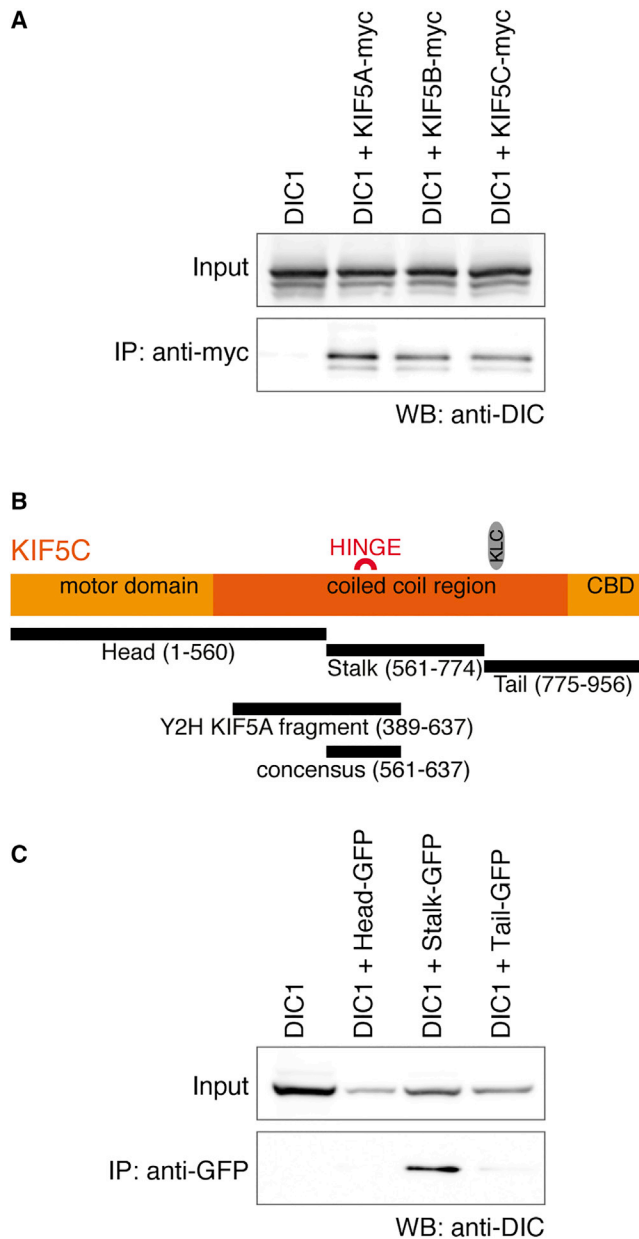 A
DIC1
DIC1 + KIF5A-myc
DIC1 + KIF5B-myc
DIC1 + KIF5C-myc
Input
IP: anti-myc
WB: anti-DIC
B
KIF5C
HINGE
KLC
motor domain
coiled coil region
CBD
Head (1-560)
Stalk (561-774)
Tail (775-956)
Y2H KIF5A fragment (389-637)
concensus (561-637)
C
DIC1
DIC1 + Head-GFP
DIC1 + Stalk-GFP
DIC1 + Tail-GFP
Input
IP: anti-GFP
WB: anti-DIC